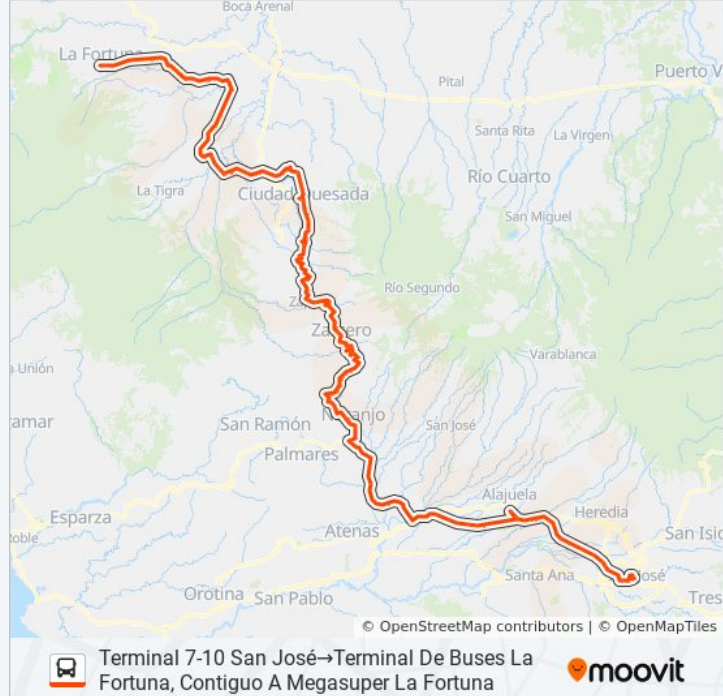 Boca Arenal
La Fortuna
Pital
Puerto V
Santa Rita
La Virgen
La Tigra
Ciudad Quesada
Río Cuarto
San Miguel
Río Segundo
Zarcero
Varablanca
a Unión
Naranjo
San José
amar
San Ramón
Palmares
Alajuela
Heredia
Esparza
Atenas
San Isi
Roble
Santa Ana
José
Orotina
San Pablo
Tres
© OpenStreetMap contributors | © OpenMapTiles
Terminal 7-10 San José→Terminal De Buses La
Fortuna, Contiguo A Megasuper La Fortuna
moovit